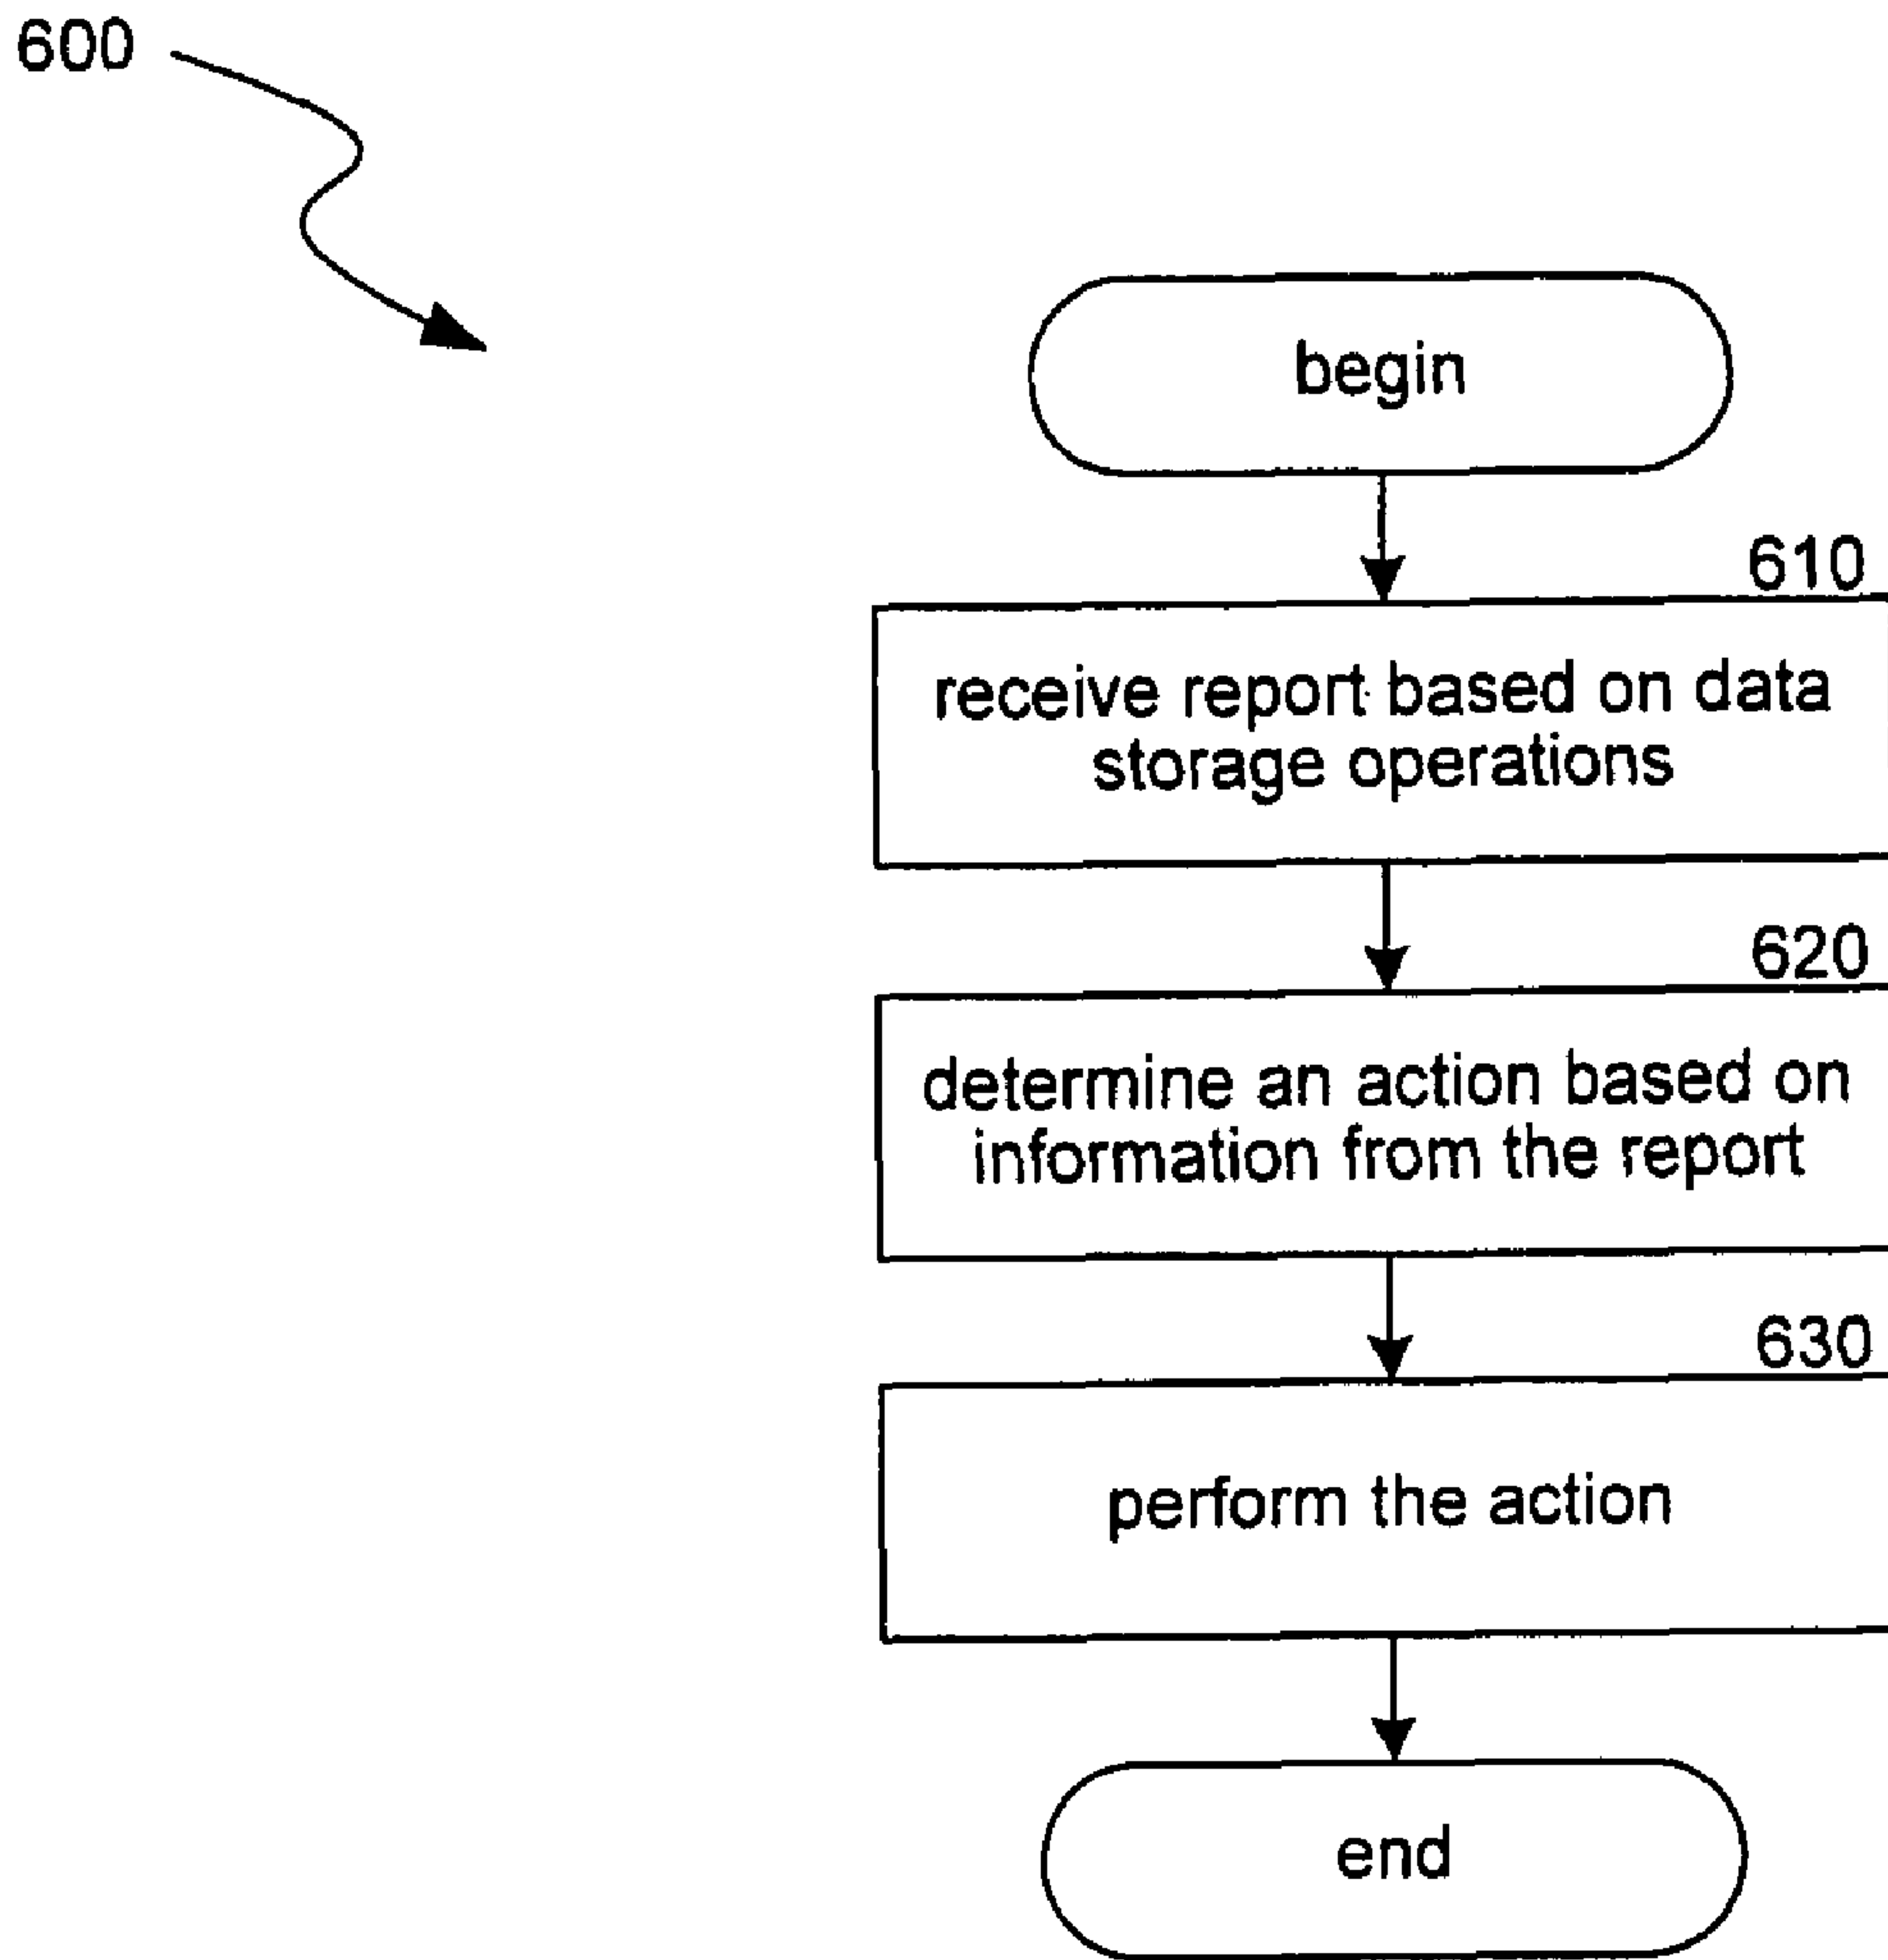 600
begin
610
receive report based on data
storage operations
620
determine an action based on
information from the report
630
perform the action
end